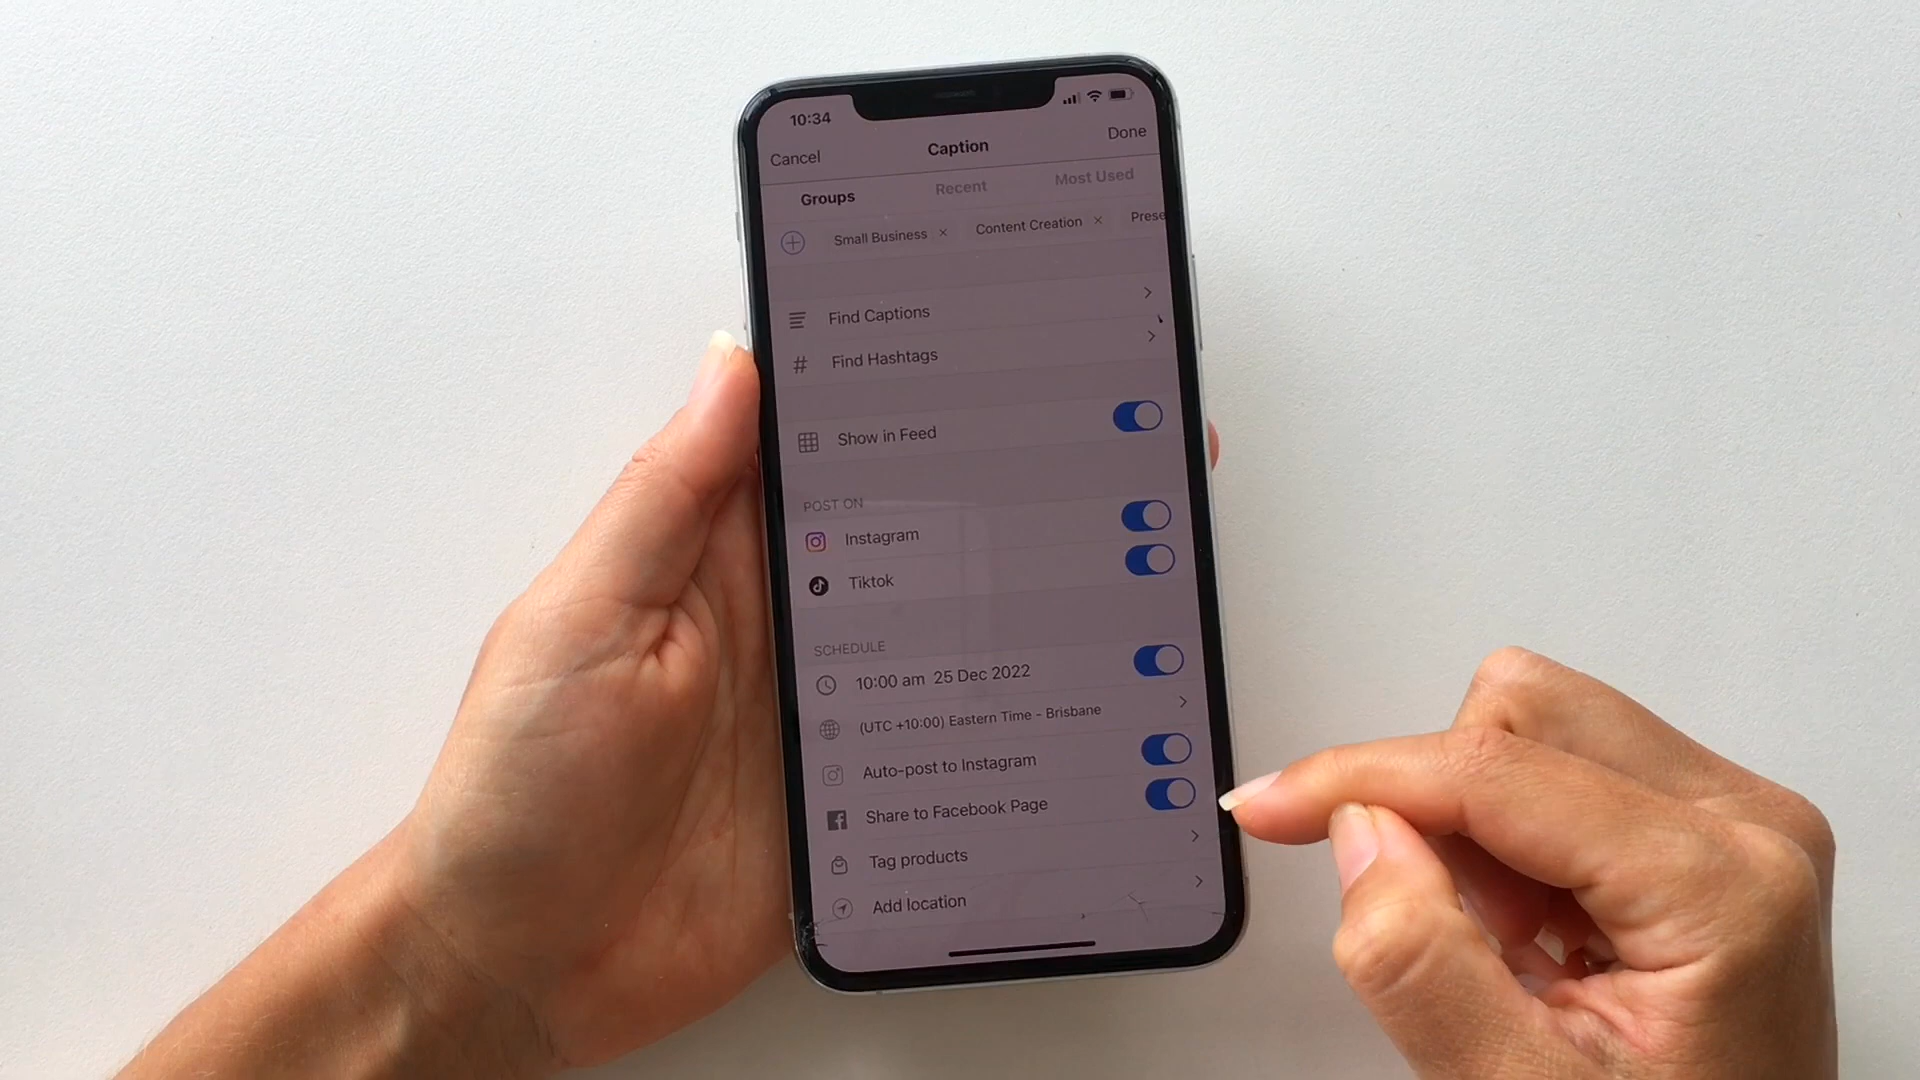 10:34
Cancel Caption Done
Groups Recent Most Used
Small Business × Content Creation × Prese
Find Captions
# Find Hashtags
Show in Feed
POST ON
Instagram
Tiktok
SCHEDULE
10:00 am 25 Dec 2022
(UTC +10:00) Eastern Time - Brisbane
Auto-post to Instagram
Share to Facebook Page
Tag products
Add location